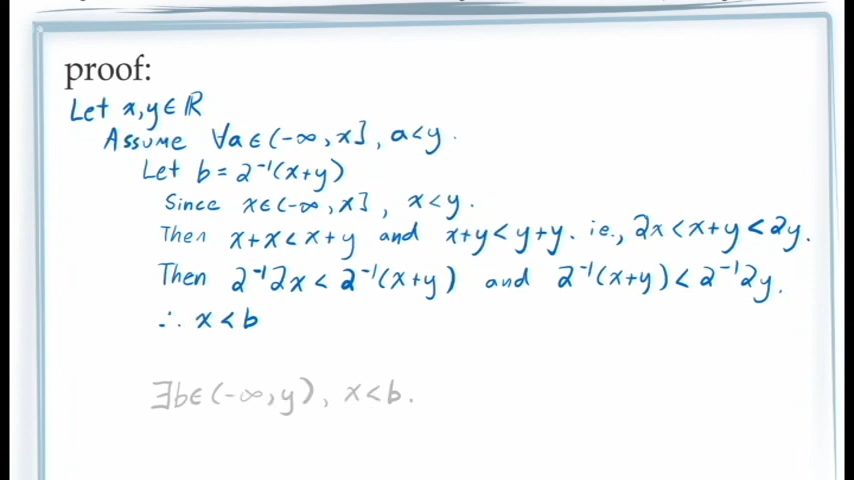 proof:
Let x,y∈ℝ
Assume ∀a∈(-∞,x], a<y.
Let b=2⁻¹(x+y)
Since x∈(-∞,x], x<y.
Then x+x<x+y and x+y<y+y. i.e., 2x<x+y<2y.
Then 2⁻¹2x<2⁻¹(x+y) and 2⁻¹(x+y)<2⁻¹2y.
∴ x<b
∃b∈(-∞,y), x<b.